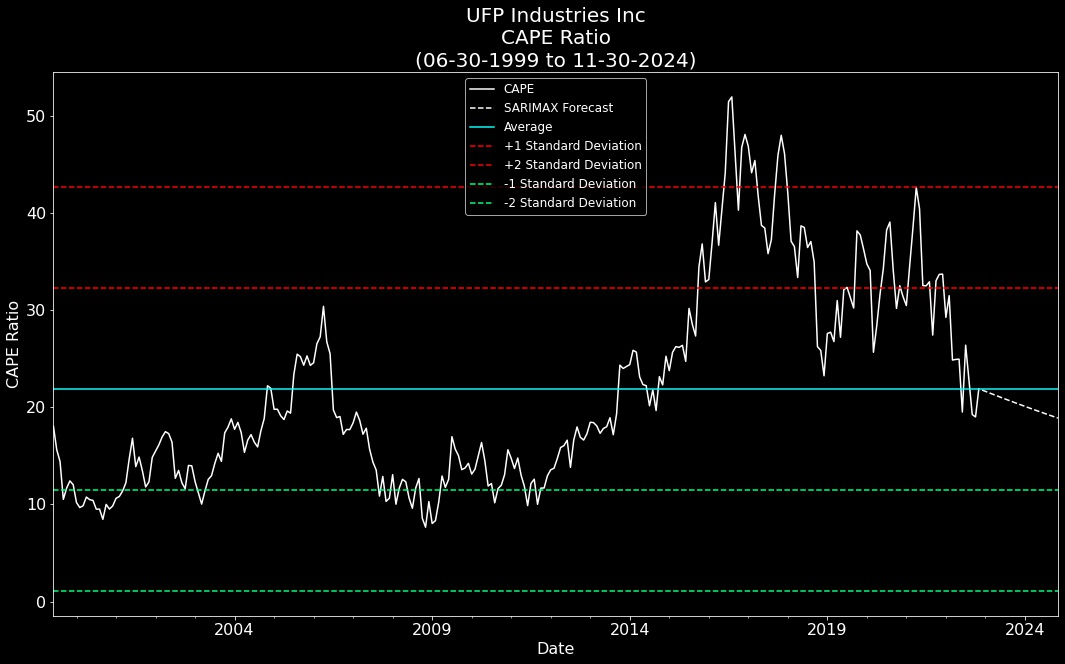 UFP Industries Inc
CAPE Ratio
(06-30-1999 to 11-30-2024)
CAPE
SARIMAX Forecast
Average
+1 Standard Deviation
+2 Standard Deviation
-1 Standard Deviation
-2 Standard Deviation
50
40
30
20
10
0
CAPE Ratio
2004
2009
2014
2019
2024
Date